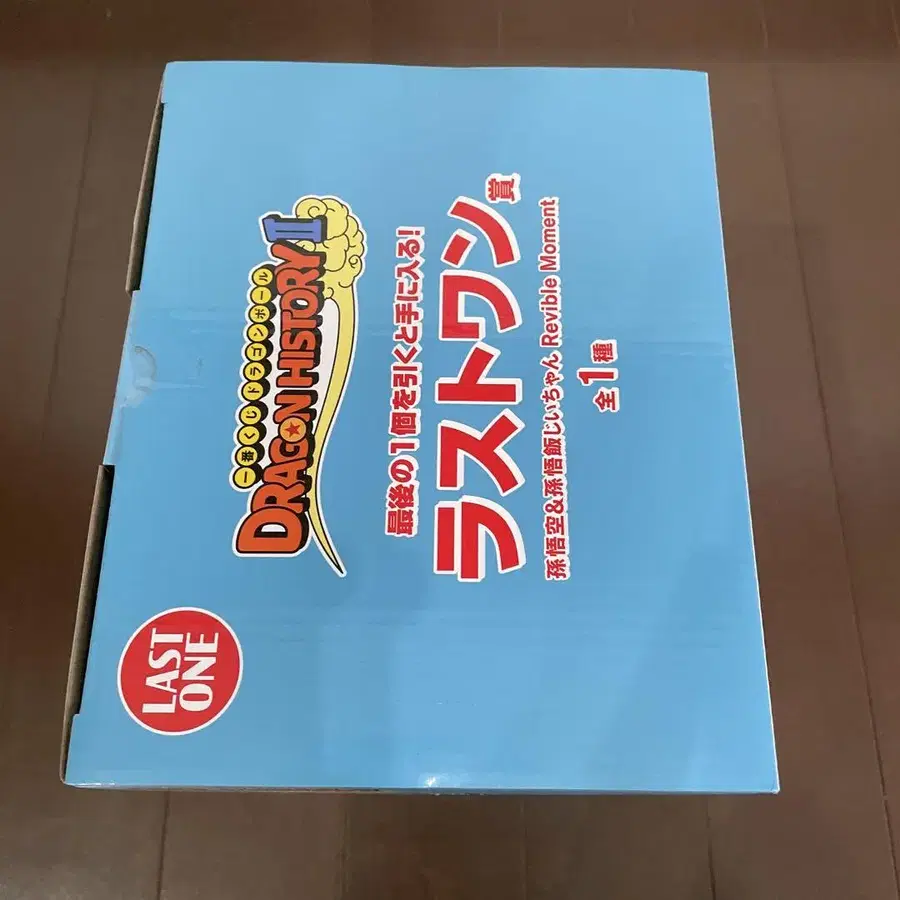 LAST
ONE
一番くじ ドラゴンボール
DRAGON HISTORY II
最後の1個を引くと手に入る!
ラストワン賞
孫悟空&孫悟飯じいちゃん Revible Moment
全1種